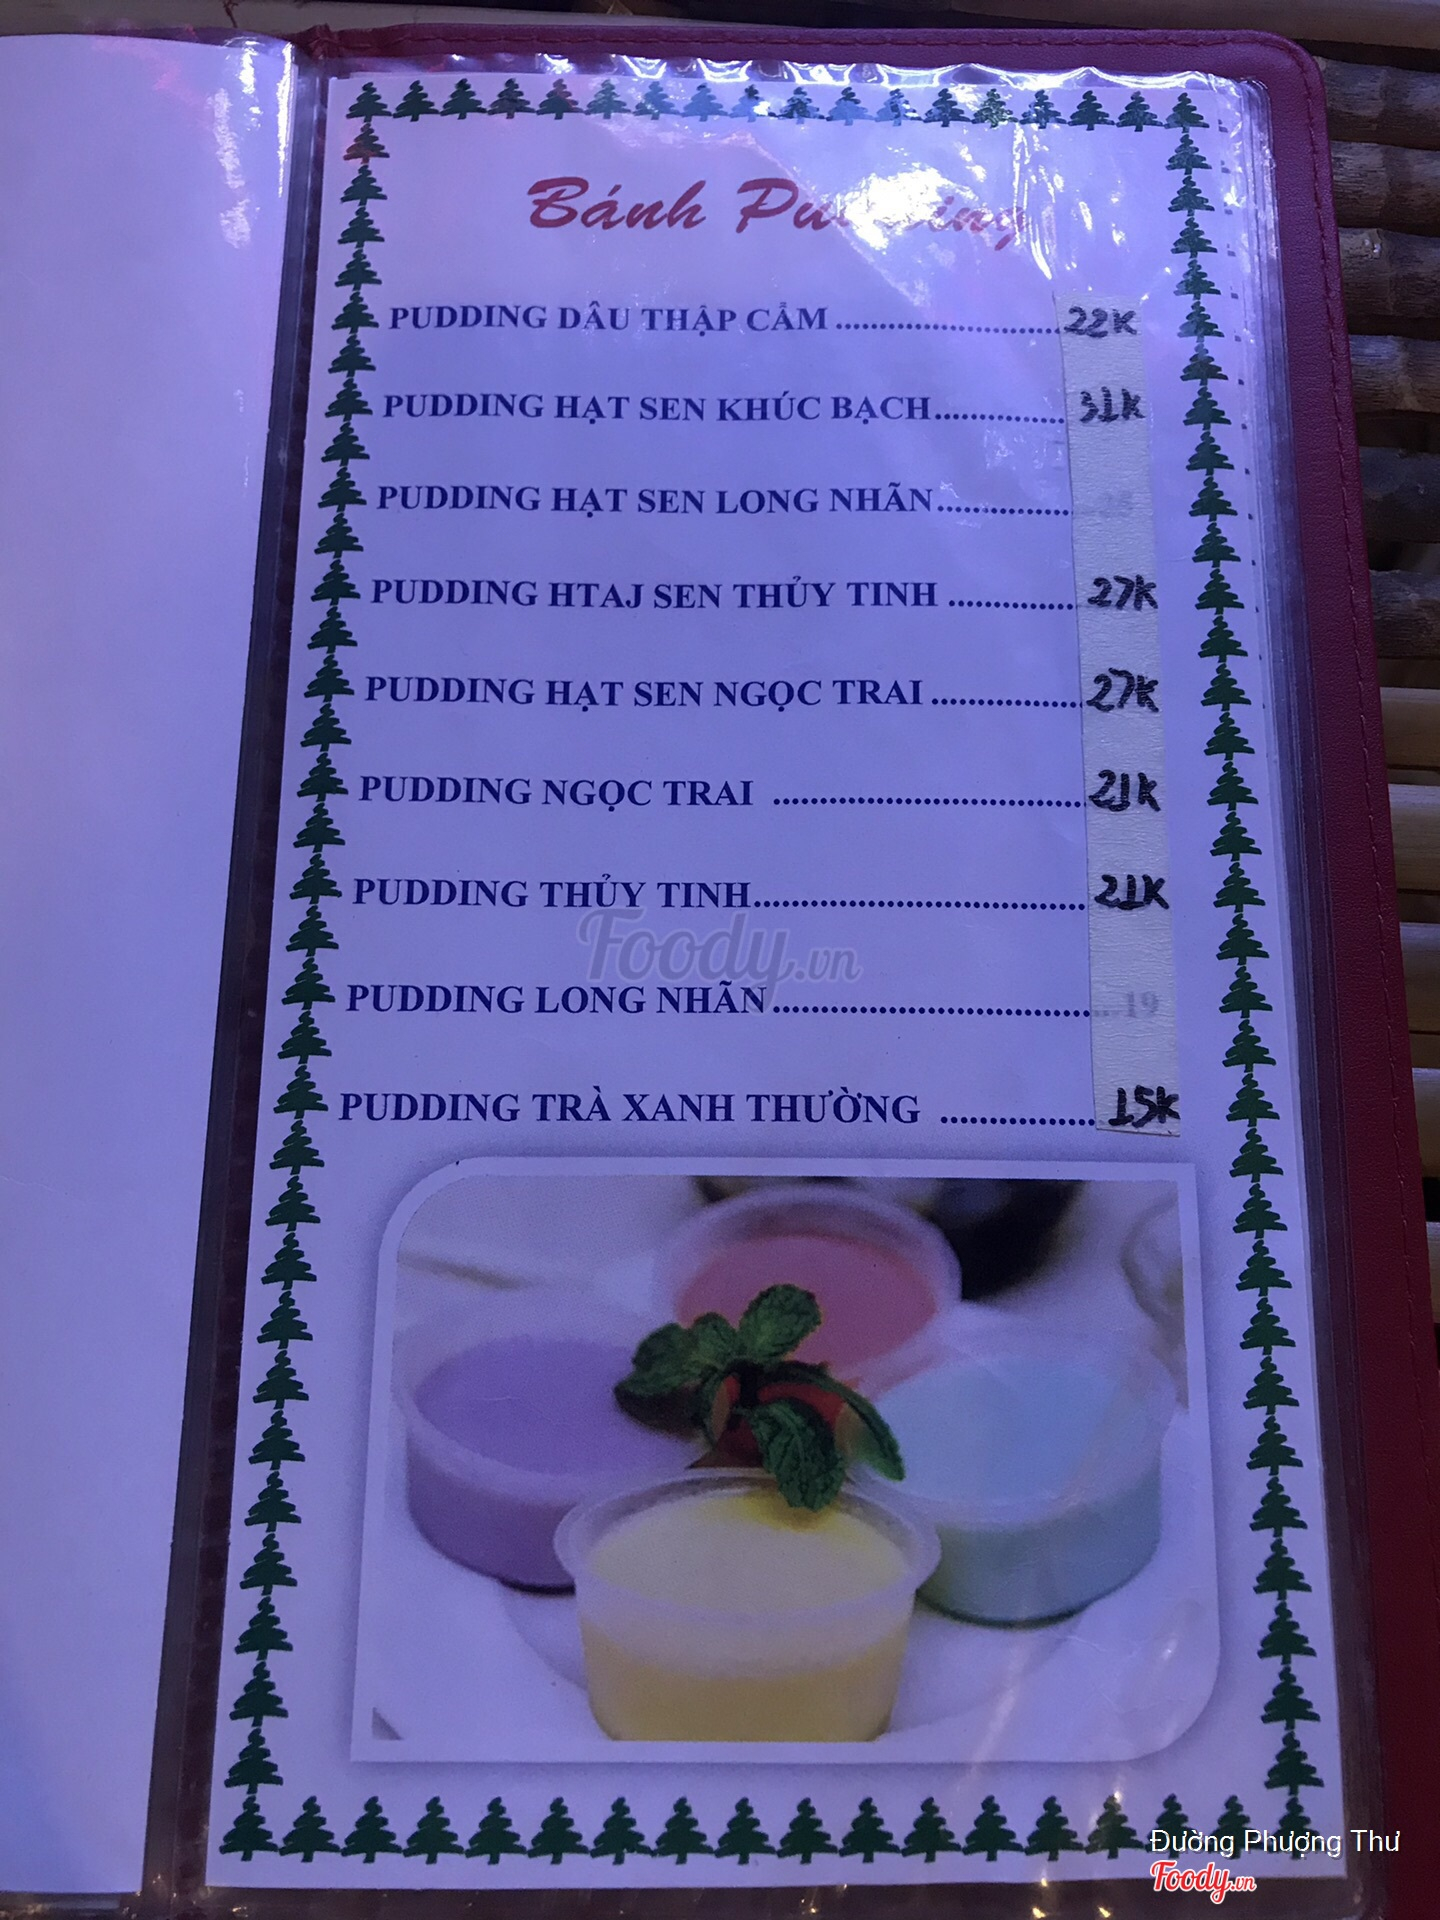 Bánh Pudding
PUDDING DÂU THẬP CẨM ........................ 22K
PUDDING HẠT SEN KHÚC BẠCH.............. 31K
PUDDING HẠT SEN LONG NHÃN...............
PUDDING HTAJ SEN THỦY TINH .............. 27K
PUDDING HẠT SEN NGỌC TRAI ................ 27K
PUDDING NGỌC TRAI .................................. 21K
PUDDING THỦY TINH.................................... 21K
PUDDING LONG NHÃN.................................. 19
PUDDING TRÀ XANH THƯỜNG ................ 15K
Foody.vn
Đường Phượng Thư
Foody.vn